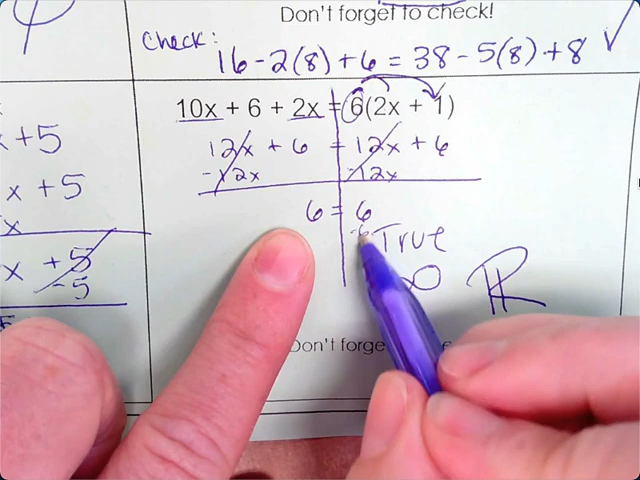 Don't forget to check!
Check:
16 - 2(8) + 6 = 38 - 5(8) + 8 ✓
10x + 6 + 2x = 6(2x + 1)
12x + 6 = 12x + 6
-12x -12x
6 = 6
True
∞ ℝ
x + 5
x + 5
x
x + 5
- 5
Don't forge